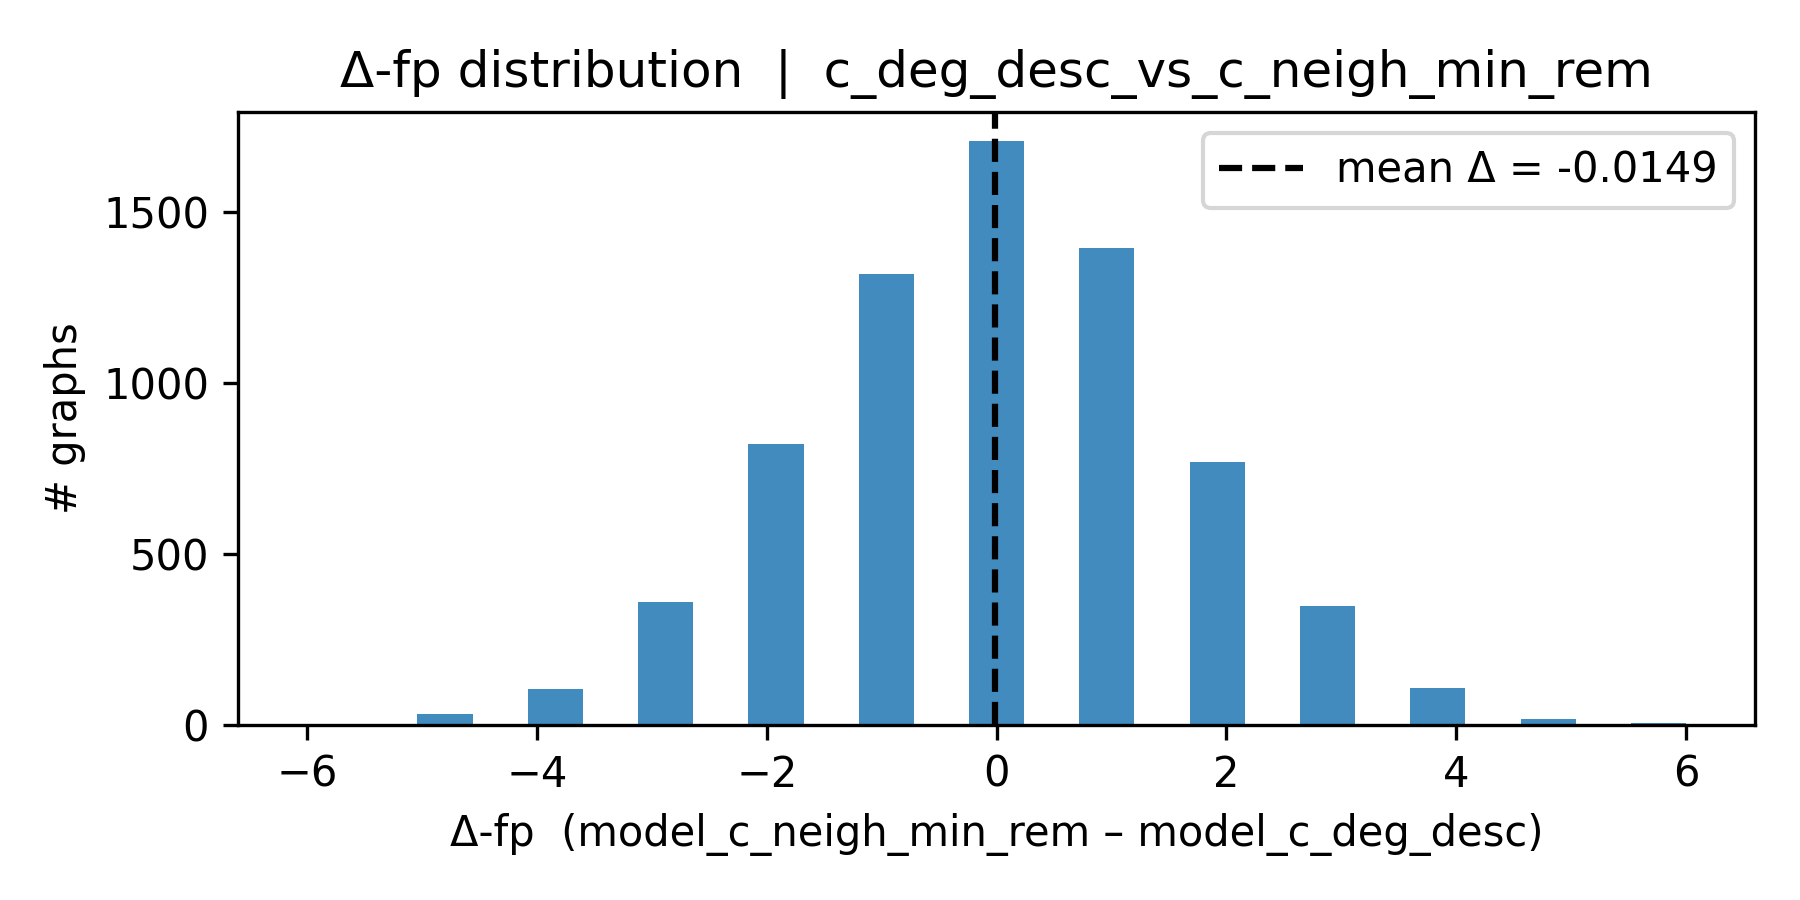 Δ-fp distribution | c_deg_desc_vs_c_neigh_min_rem
mean Δ = -0.0149
1500
1000
500
0
# graphs
−6 −4 −2 0 2 4 6
Δ-fp (model_c_neigh_min_rem – model_c_deg_desc)